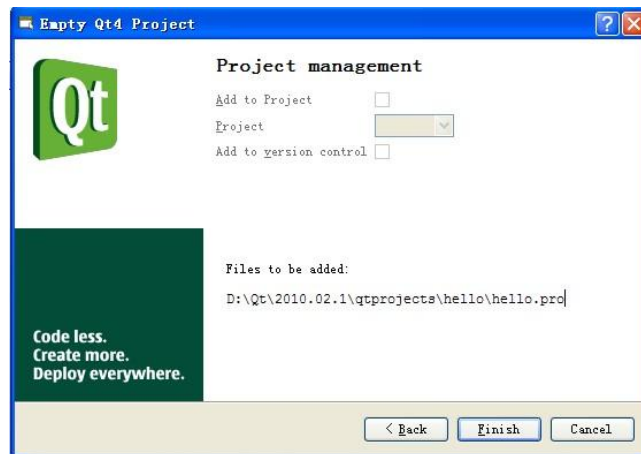 Empty Qt4 Project
Qt
Project management
Add to Project
Project
Add to version control
Files to be added:
D:\Qt\2010.02.1\qtprojects\hello\hello.pro
Code less.
Create more.
Deploy everywhere.
< Back
Finish
Cancel